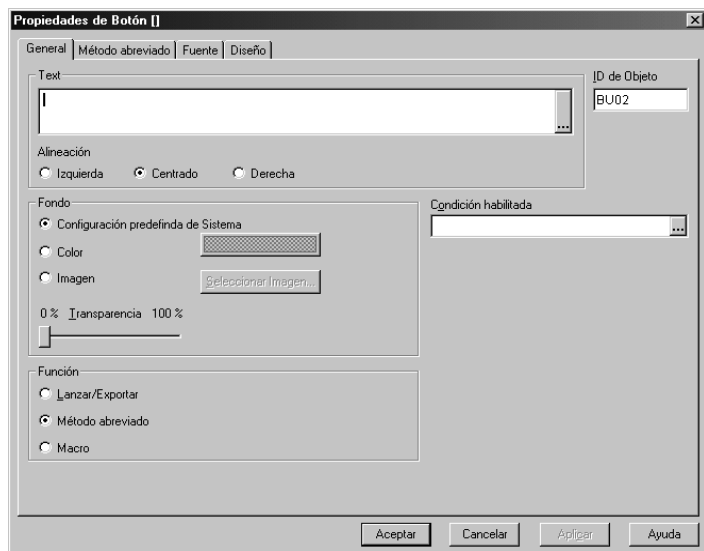 Propiedades de Botón []
General Método abreviado Fuente Diseño
Text
...
Alineación
Izquierda Centrado Derecha
ID de Objeto
BU02
Fondo
Configuración predefinda de Sistema
Color
Imagen Seleccionar Imagen...
0 % Transparencia 100 %
Condición habilitada
...
Función
Lanzar/Exportar
Método abreviado
Macro
Aceptar Cancelar Aplicar Ayuda